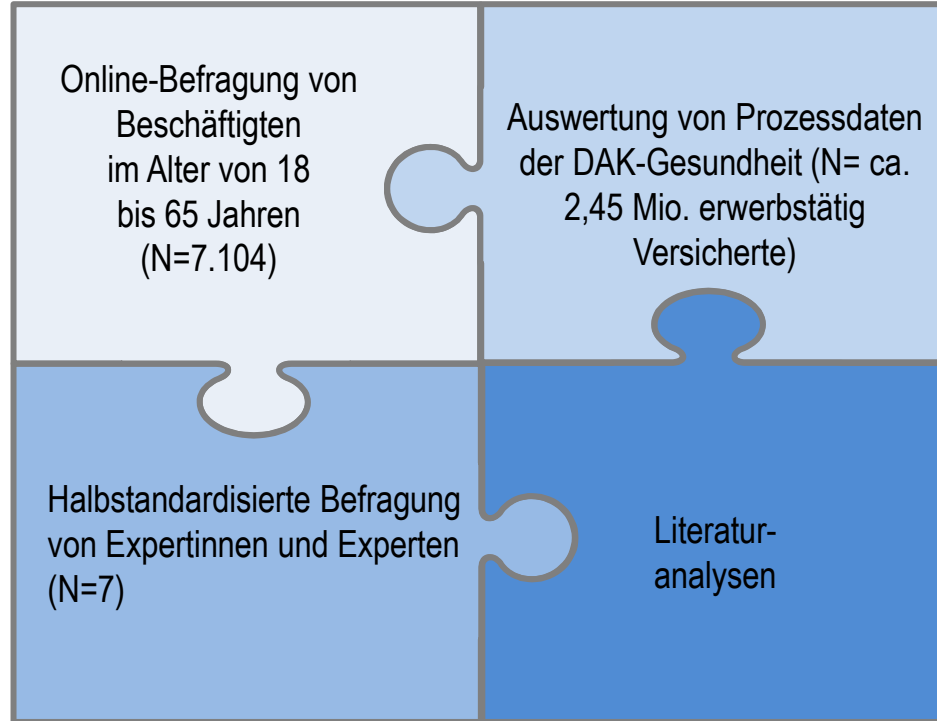 Online-Befragung von
Beschäftigten
im Alter von 18
bis 65 Jahren
(N=7.104)
Auswertung von Prozessdaten
der DAK-Gesundheit (N= ca.
2,45 Mio. erwerbstätig
Versicherte)
Halbstandardisierte Befragung
von Expertinnen und Experten
(N=7)
Literatur-
analysen